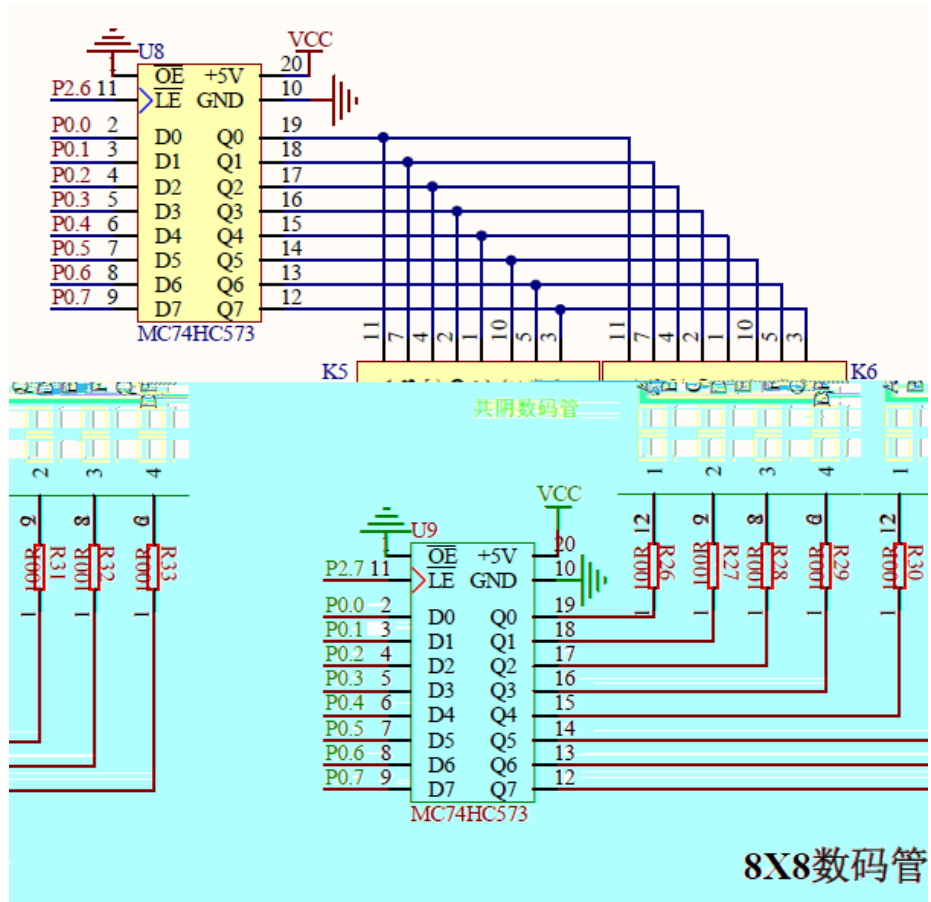 VCC
U8
1 OE +5V 20
P2.6 11 LE GND 10
P0.0 2 D0 Q0 19
P0.1 3 D1 Q1 18
P0.2 4 D2 Q2 17
P0.3 5 D3 Q3 16
P0.4 6 D4 Q4 15
P0.5 7 D5 Q5 14
P0.6 8 D6 Q6 13
P0.7 9 D7 Q7 12
MC74HC573
11 7 4 2 1 10 5 3 11 7 4 2 1 10 5 3
K5 K6
共阴数码管
2 3 4 1 2 3 4 1
VCC
9 8 6 12 9 8 6 12
R31 R32 R33 R26 R27 R28 R29 R30
1 1 1 1 1 1 1 1
U9
1 OE +5V 20
P2.7 11 LE GND 10
P0.0 2 D0 Q0 19
P0.1 3 D1 Q1 18
P0.2 4 D2 Q2 17
P0.3 5 D3 Q3 16
P0.4 6 D4 Q4 15
P0.5 7 D5 Q5 14
P0.6 8 D6 Q6 13
P0.7 9 D7 Q7 12
MC74HC573
8X8数码管